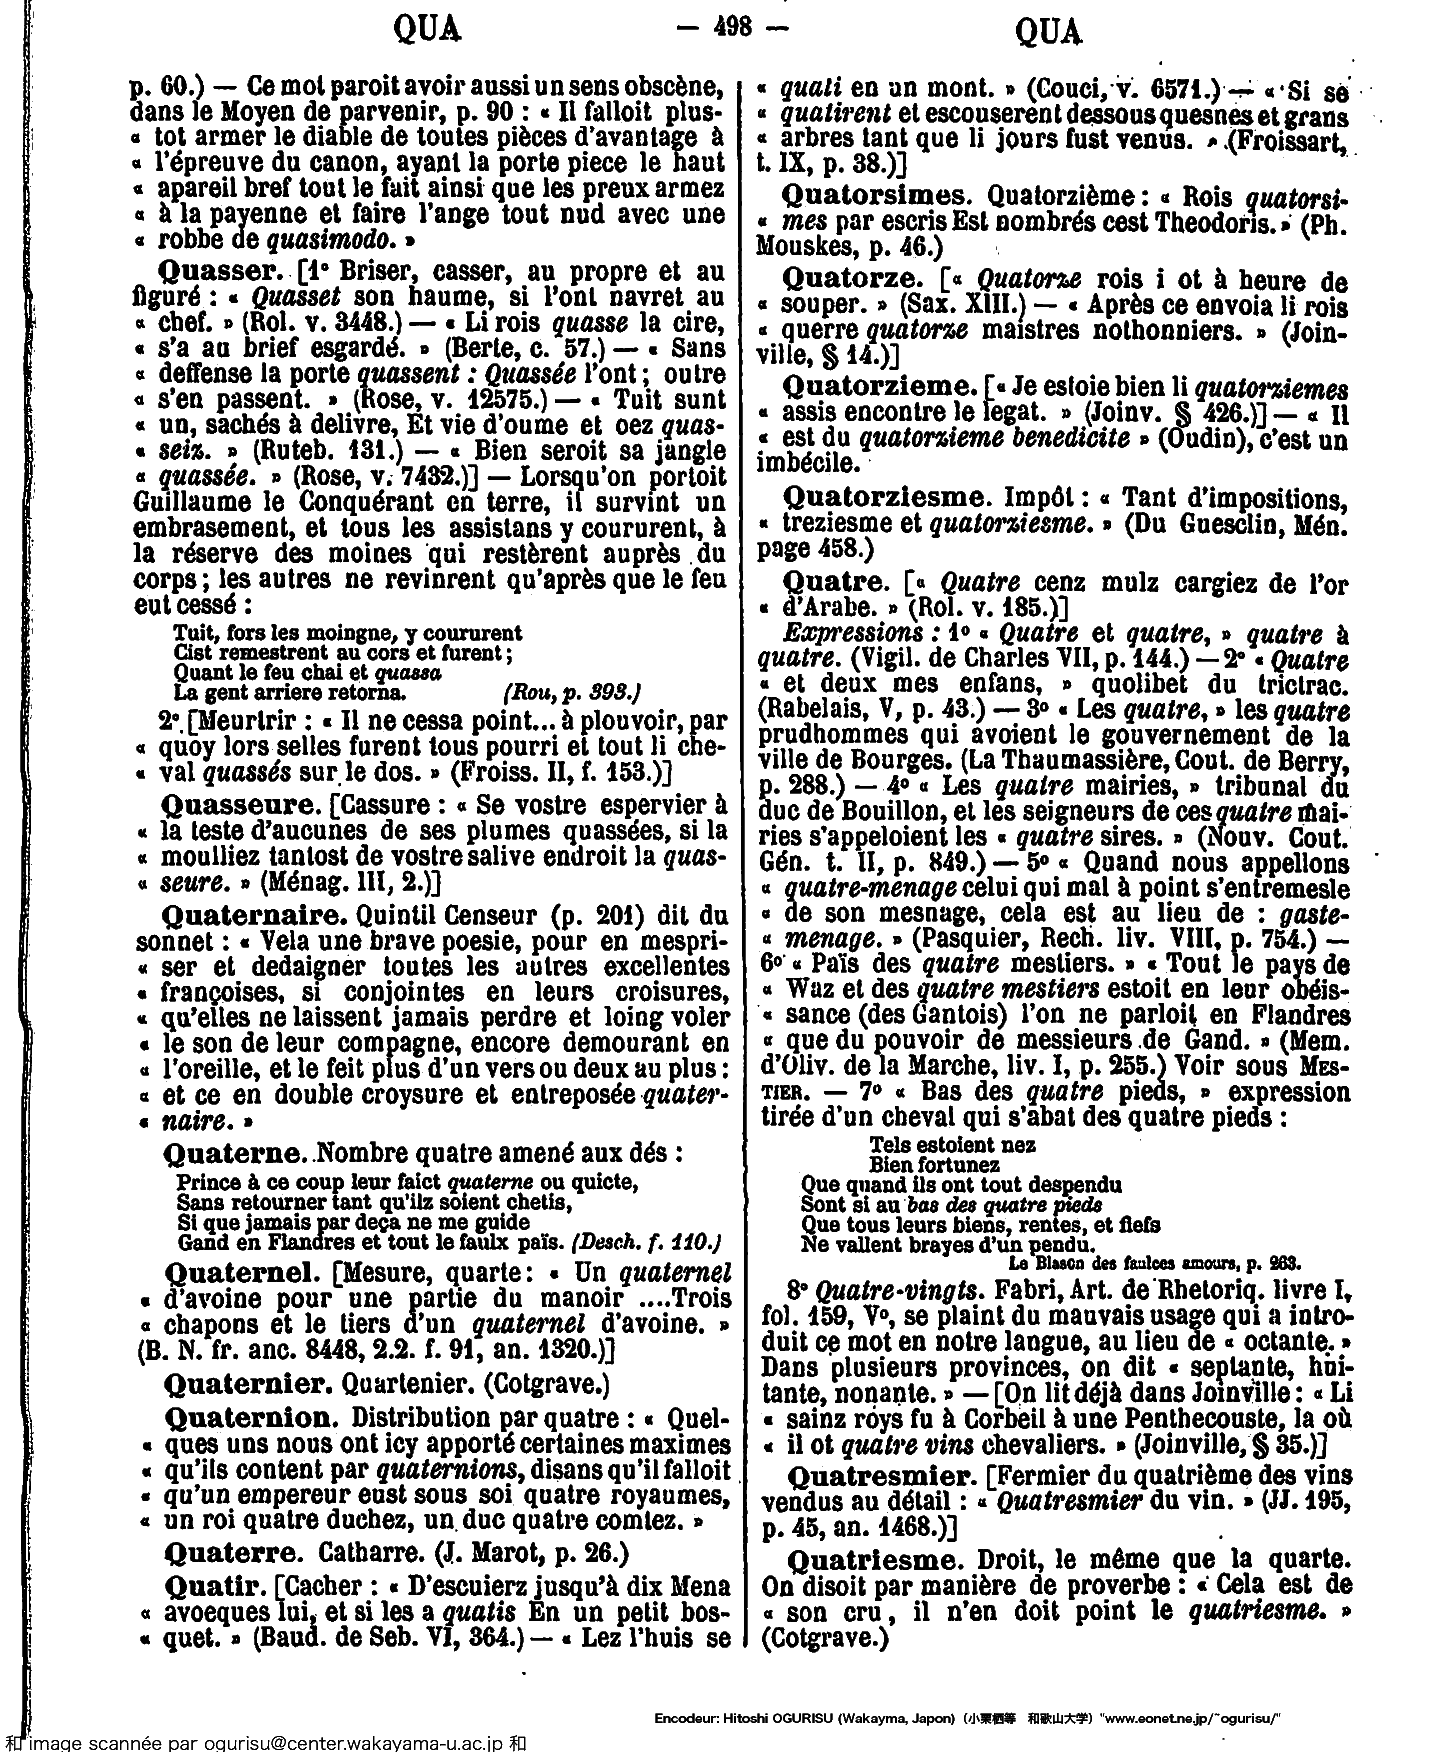 QUA — 498 — QUA
p. 60.) — Ce mot paroit avoir aussi un sens obscène,
dans le Moyen de parvenir, p. 90 : « Il falloit plus-
« tot armer le diable de toutes pièces d'avantage à
« l'épreuve du canon, ayant la porte piece le haut
« apareil bref tout le fait ainsi que les preux armez
« à la payenne et faire l'ange tout nud avec une
« robbe de quasimodo. »
Quasser. [1° Briser, casser, au propre et au
figuré : « Quasset son haume, si l'ont navret au
« chef. » (Rol. v. 3448.) — « Li rois quasse la cire,
« s'a au brief esgardé. » (Berte, c. 57.) — « Sans
« deffense la porte quassent : Quassée l'ont ; outre
« s'en passent. » (Rose, v. 12575.) — « Tuit sunt
« un, sachés à delivre, Et vie d'oume et oez quas-
« seiz. » (Ruteb. 131.) — « Bien seroit sa jangle
« quassée. » (Rose, v. 7432.)] — Lorsqu'on portoit
Guillaume le Conquérant en terre, il survint un
embrasement, et tous les assistans y coururent, à
la réserve des moines qui restèrent auprès du
corps ; les autres ne revinrent qu'après que le feu
eut cessé :
Tuit, fors les moingne, y coururent
Cist remestrent au cors et furent ;
Quant le feu chai et quassa
La gent arriere retorna. (Rou, p. 393.)
2° [Meurtrir : « Il ne cessa point... à plouvoir, par
« quoy lors selles furent tous pourri et tout li che-
« val quassés sur le dos. » (Froiss. II, f. 153.)]
Quasseure. [Cassure : « Se vostre espervier à
« la teste d'aucunes de ses plumes quassées, si la
« moulliez tantost de vostre salive endroit la quas-
« seure. » (Ménag. III, 2.)]
Quaternaire. Quintil Censeur (p. 201) dit du
sonnet : « Vela une brave poesie, pour en mespri-
« ser et dedaigner toutes les autres excellentes
« françoises, si conjointes en leurs croisures,
« qu'elles ne laissent jamais perdre et loing voler
« le son de leur compagne, encore demourant en
« l'oreille, et le feit plus d'un vers ou deux au plus :
« et ce en double croysure et entreposée quater-
« naire. »
Quaterne. Nombre quatre amené aux dés :
Prince à ce coup leur faict quaterne ou quicte,
Sans retourner tant qu'ilz soient chetis,
Si que jamais par deça ne me guide
Gand en Flandres et tout le faulx païs. (Desch. f. 110.)
Quaternel. [Mesure, quarte : « Un quaternel
« d'avoine pour une partie du manoir ....Trois
« chapons et le tiers d'un quaternel d'avoine. »
(B. N. fr. anc. 8448, 2.2. f. 91, an. 1320.)]
Quaternier. Quartenier. (Cotgrave.)
Quaternion. Distribution par quatre : « Quel-
« ques uns nous ont icy apporté certaines maximes
« qu'ils content par quaternions, disans qu'il falloit
« qu'un empereur eust sous soi quatre royaumes,
« un roi quatre duchez, un duc quatre comtez. »
Quaterre. Catharre. (J. Marot, p. 26.)
Quatir. [Cacher : « D'escuierz jusqu'à dix Mena
« avoeques lui, et si les a quatis En un petit bos-
« quet. » (Baud. de Seb. VI, 364.) — « Lez l'huis se
« quati en un mont. » (Couci, v. 6571.) — « Si se
« quatirent et escouserent dessous quesnes et grans
« arbres tant que li jours fust venus. » (Froissart,
t. IX, p. 38.)]
Quatorsimes. Quatorzième : « Rois quatorsi-
« mes par escris Est nombrés cest Theodoris. » (Ph.
Mouskes, p. 46.)
Quatorze. [« Quatorze rois i ot à heure de
« souper. » (Sax. XIII.) — « Après ce envoia li rois
« querre quatorze maistres nothonniers. » (Join-
ville, § 14.)]
Quatorzieme. [« Je estoie bien li quatorziemes
« assis encontre le legat. » (Joinv. § 426.)] — « Il
« est du quatorzieme benedicite » (Oudin), c'est un
imbécile.
Quatorziesme. Impôt : « Tant d'impositions,
« treziesme et quatorziesme. » (Du Guesclin, Mén.
page 458.)
Quatre. [« Quatre cenz mulz cargiez de l'or
« d'Arabe. » (Rol. v. 185.)]
Expressions : 1° « Quatre et quatre, » quatre à
quatre. (Vigil. de Charles VII, p. 144.) — 2° « Quatre
« et deux mes enfans, » quolibet du trictrac.
(Rabelais, V, p. 43.) — 3° « Les quatre, » les quatre
prudhommes qui avoient le gouvernement de la
ville de Bourges. (La Thaumassière, Cout. de Berry,
p. 288.) — 4° « Les quatre mairies, » tribunal du
duc de Bouillon, et les seigneurs de ces quatre mai-
ries s'appeloient les « quatre sires. » (Nouv. Cout.
Gén. t. II, p. 849.) — 5° « Quand nous appellons
« quatre-menage celui qui mal à point s'entremesle
« de son mesnage, cela est au lieu de : gaste-
« menage. » (Pasquier, Rech. liv. VIII, p. 754.) —
6° « Païs des quatre mestiers. » « Tout le pays de
« Waz et des quatre mestiers estoit en leur obéis-
« sance (des Gantois) l'on ne parloit en Flandres
« que du pouvoir de messieurs de Gand. » (Mem.
d'Oliv. de la Marche, liv. I, p. 255.) Voir sous MES-
TIER. — 7° « Bas des quatre pieds, » expression
tirée d'un cheval qui s'abat des quatre pieds :
Tels estoient nez
Bien fortunez
Que quand ils ont tout despendu
Sont si au bas des quatre pieds
Que tous leurs biens, rentes, et fiefs
Ne vallent brayes d'un pendu.
Le Blason des faulces amours, p. 263.
8° Quatre-vingts. Fabri, Art. de Rhetoriq. livre I,
fol. 159, V°, se plaint du mauvais usage qui a intro-
duit ce mot en notre langue, au lieu de « octante. »
Dans plusieurs provinces, on dit « septante, hui-
tante, nonante. » — [On lit déjà dans Joinville : « Li
« sainz roys fu à Corbeil à une Penthecouste, la où
« il ot quatre vins chevaliers. » (Joinville, § 35.)]
Quatresmier. [Fermier du quatrième des vins
vendus au détail : « Quatresmier du vin. » (JJ. 195,
p. 45, an. 1468.)]
Quatriesme. Droit, le même que la quarte.
On disoit par manière de proverbe : « Cela est de
« son cru, il n'en doit point le quatriesme. »
(Cotgrave.)
Encodeur: Hitoshi OGURISU (Wakayma, Japon) (小栗栖等 和歌山大学) "www.eonet.ne.jp/~ogurisu/"
和 image scannée par ogurisu@center.wakayama-u.ac.jp 和